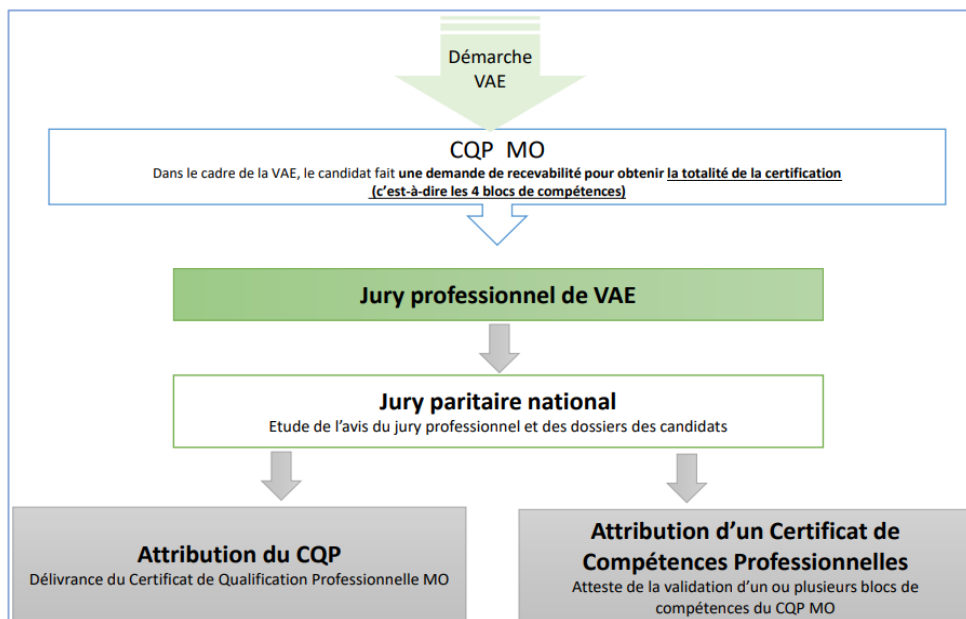 Démarche
VAE
CQP MO
Dans le cadre de la VAE, le candidat fait une demande de recevabilité pour obtenir la totalité de la certification
(c'est-à-dire les 4 blocs de compétences)
Jury professionnel de VAE
Jury paritaire national
Etude de l'avis du jury professionnel et des dossiers des candidats
Attribution du CQP
Délivrance du Certificat de Qualification Professionnelle MO
Attribution d'un Certificat de
Compétences Professionnelles
Atteste de la validation d'un ou plusieurs blocs de
compétences du CQP MO